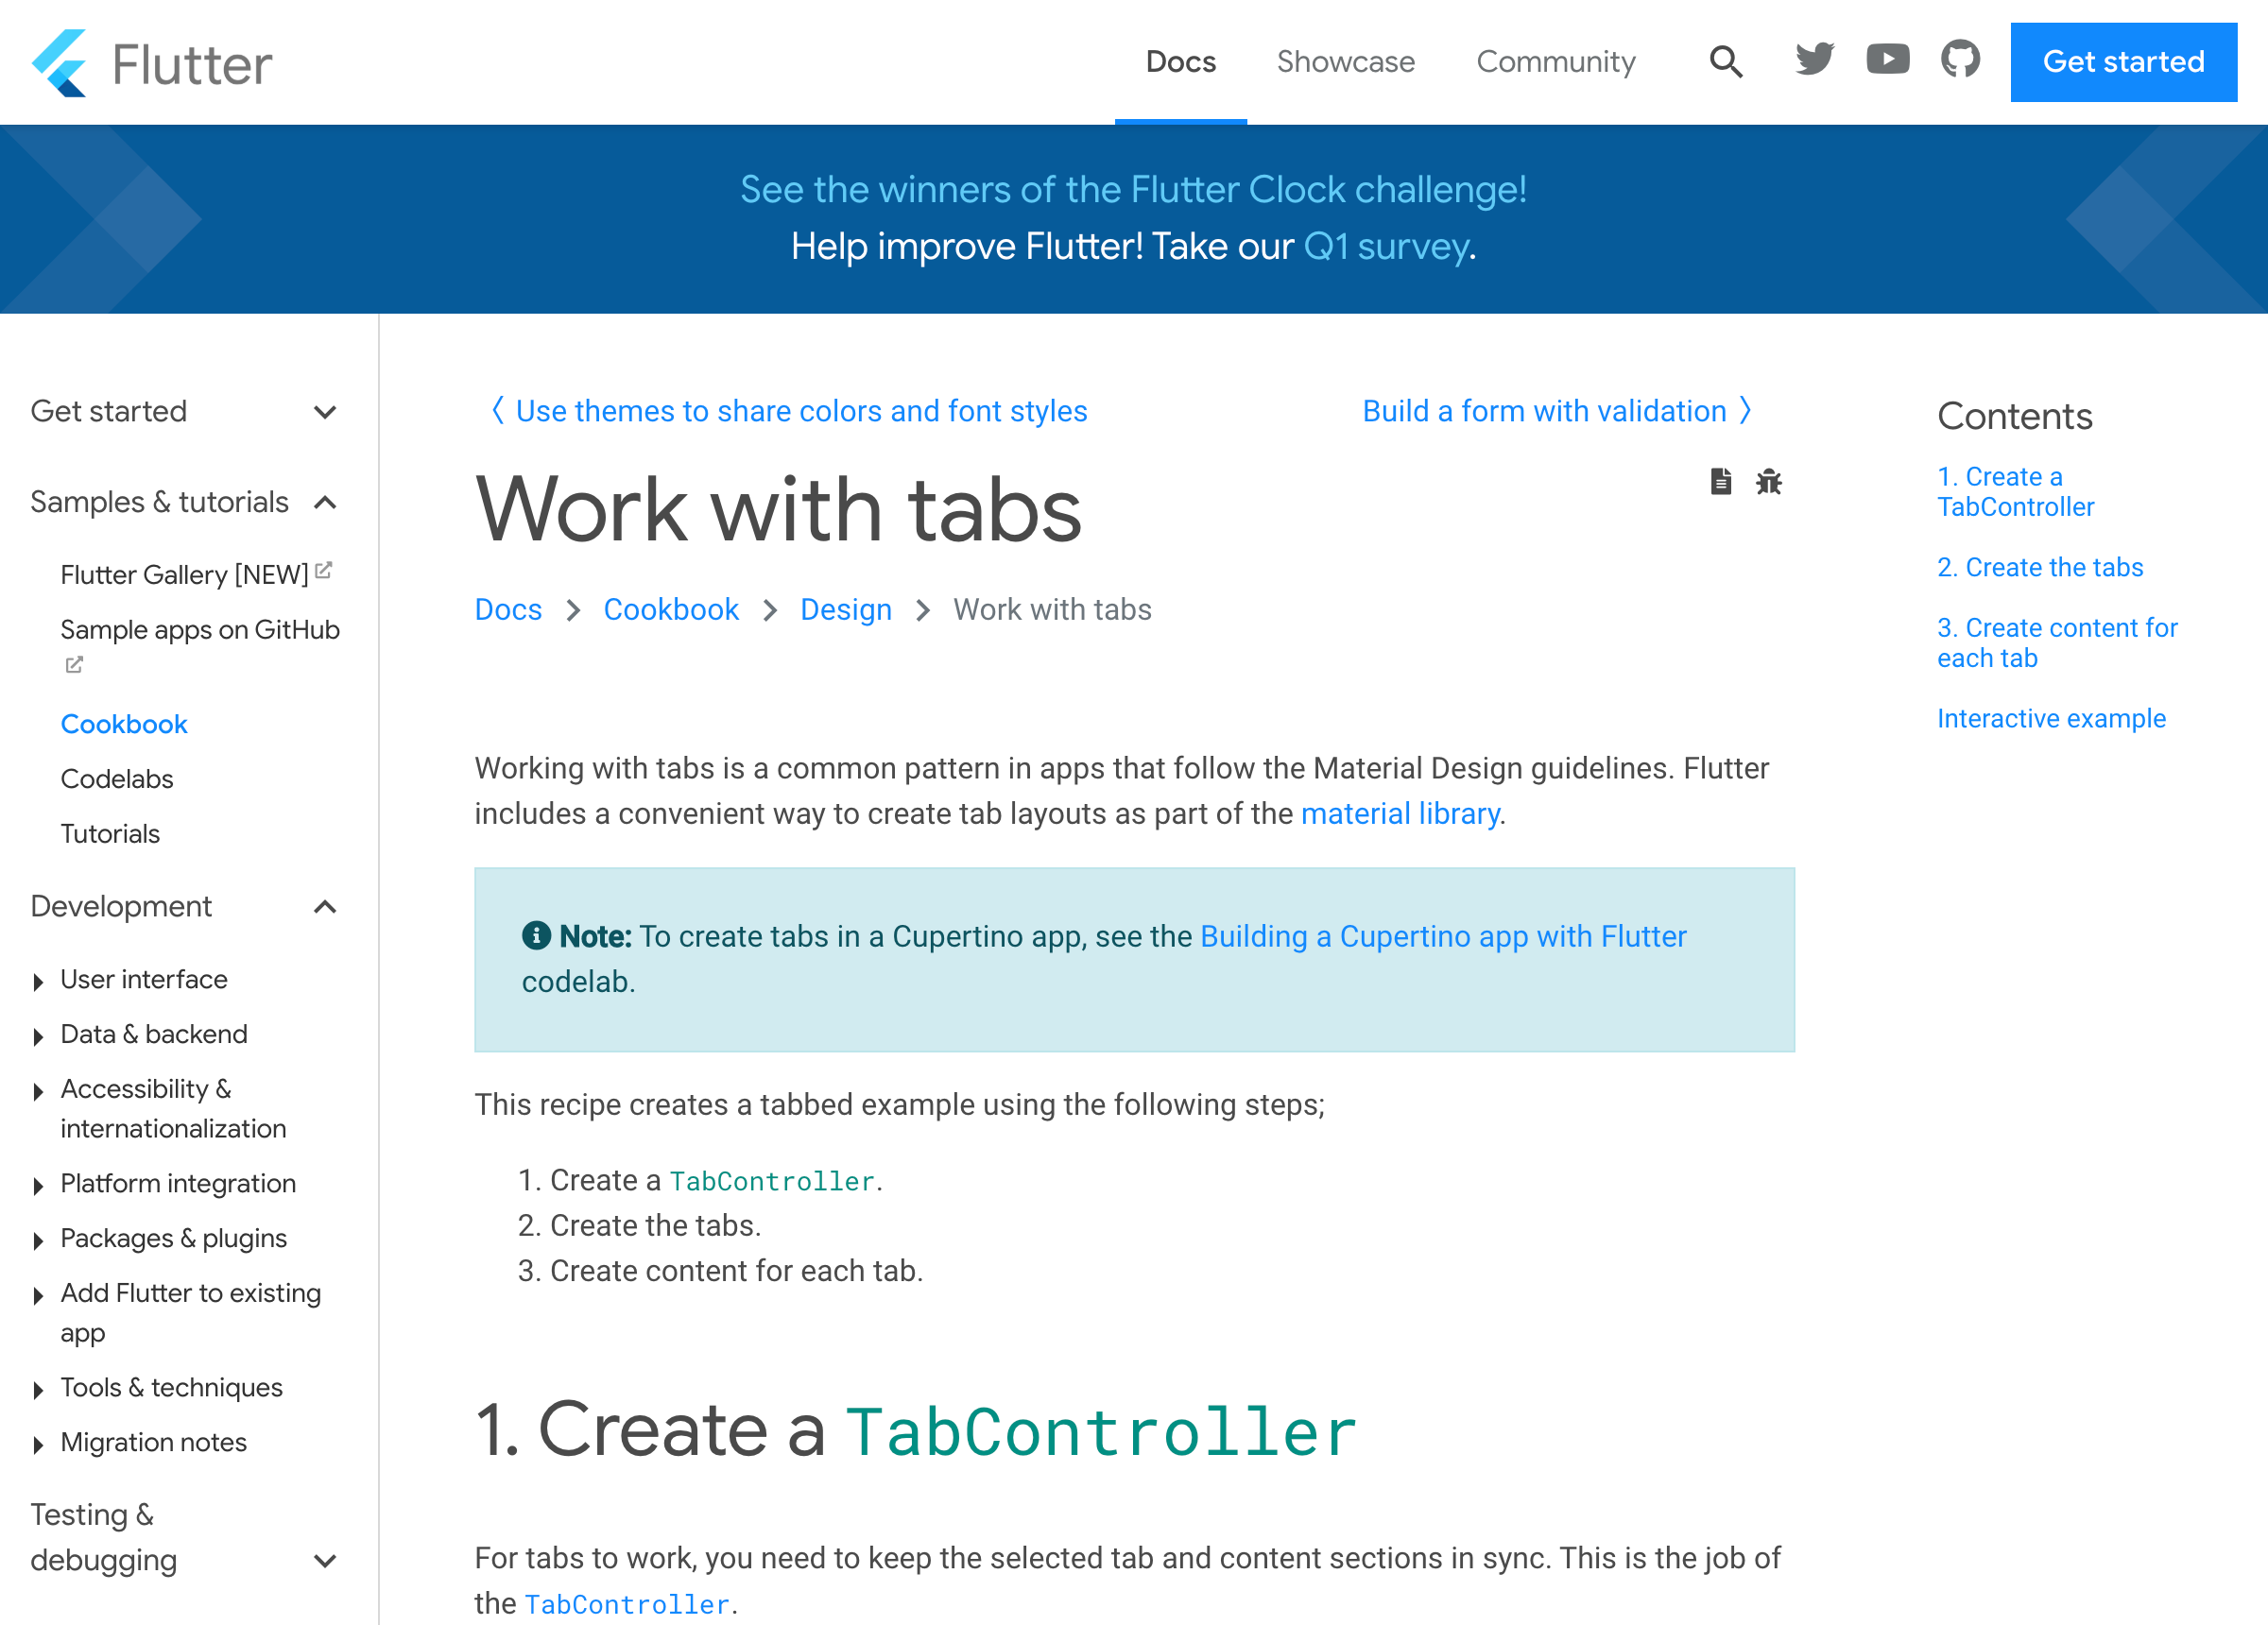 Flutter
Docs
Showcase
Community
Get started
See the winners of the Flutter Clock challenge!
Help improve Flutter! Take our Q1 survey.
Get started
Samples & tutorials
Flutter Gallery [NEW]
Sample apps on GitHub
Cookbook
Codelabs
Tutorials
Development
User interface
Data & backend
Accessibility &
internationalization
Platform integration
Packages & plugins
Add Flutter to existing
app
Tools & techniques
Migration notes
Testing &
debugging
〈 Use themes to share colors and font styles
Build a form with validation 〉
Work with tabs
Docs > Cookbook > Design > Work with tabs
Working with tabs is a common pattern in apps that follow the Material Design guidelines. Flutter
includes a convenient way to create tab layouts as part of the material library.
Note: To create tabs in a Cupertino app, see the Building a Cupertino app with Flutter
codelab.
This recipe creates a tabbed example using the following steps;
1. Create a TabController.
2. Create the tabs.
3. Create content for each tab.
1. Create a TabController
For tabs to work, you need to keep the selected tab and content sections in sync. This is the job of
the TabController.
Contents
1. Create a
TabController
2. Create the tabs
3. Create content for
each tab
Interactive example